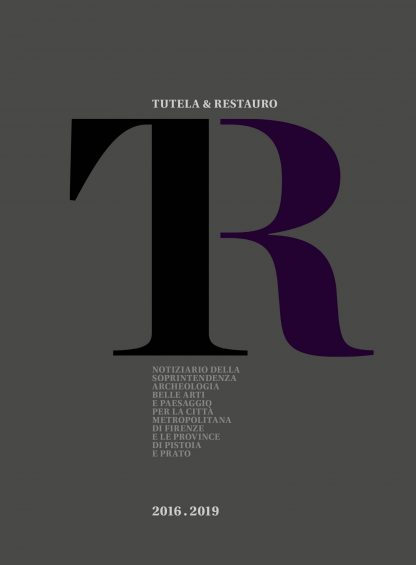 TUTELA & RESTAURO
TR
NOTIZIARIO DELLA
SOPRINTENDENZA
ARCHEOLOGIA
BELLE ARTI
E PAESAGGIO
PER LA CITTÀ
METROPOLITANA
DI FIRENZE
E LE PROVINCE
DI PISTOIA
E PRATO
2016.2019